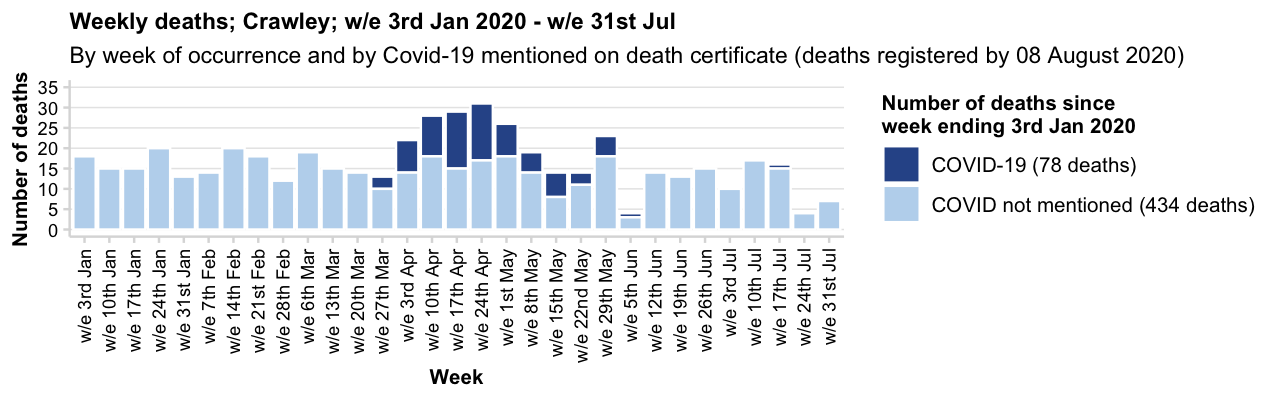 Weekly deaths; Crawley; w/e 3rd Jan 2020 - w/e 31st Jul
By week of occurrence and by Covid-19 mentioned on death certificate (deaths registered by 08 August 2020)
Number of deaths
35
30
25
20
15
10
5
0
w/e 3rd Jan
w/e 10th Jan
w/e 17th Jan
w/e 24th Jan
w/e 31st Jan
w/e 7th Feb
w/e 14th Feb
w/e 21st Feb
w/e 28th Feb
w/e 6th Mar
w/e 13th Mar
w/e 20th Mar
w/e 27th Mar
w/e 3rd Apr
w/e 10th Apr
w/e 17th Apr
w/e 24th Apr
w/e 1st May
w/e 8th May
w/e 15th May
w/e 22nd May
w/e 29th May
w/e 5th Jun
w/e 12th Jun
w/e 19th Jun
w/e 26th Jun
w/e 3rd Jul
w/e 10th Jul
w/e 17th Jul
w/e 24th Jul
w/e 31st Jul
Week
Number of deaths since
week ending 3rd Jan 2020
COVID-19 (78 deaths)
COVID not mentioned (434 deaths)